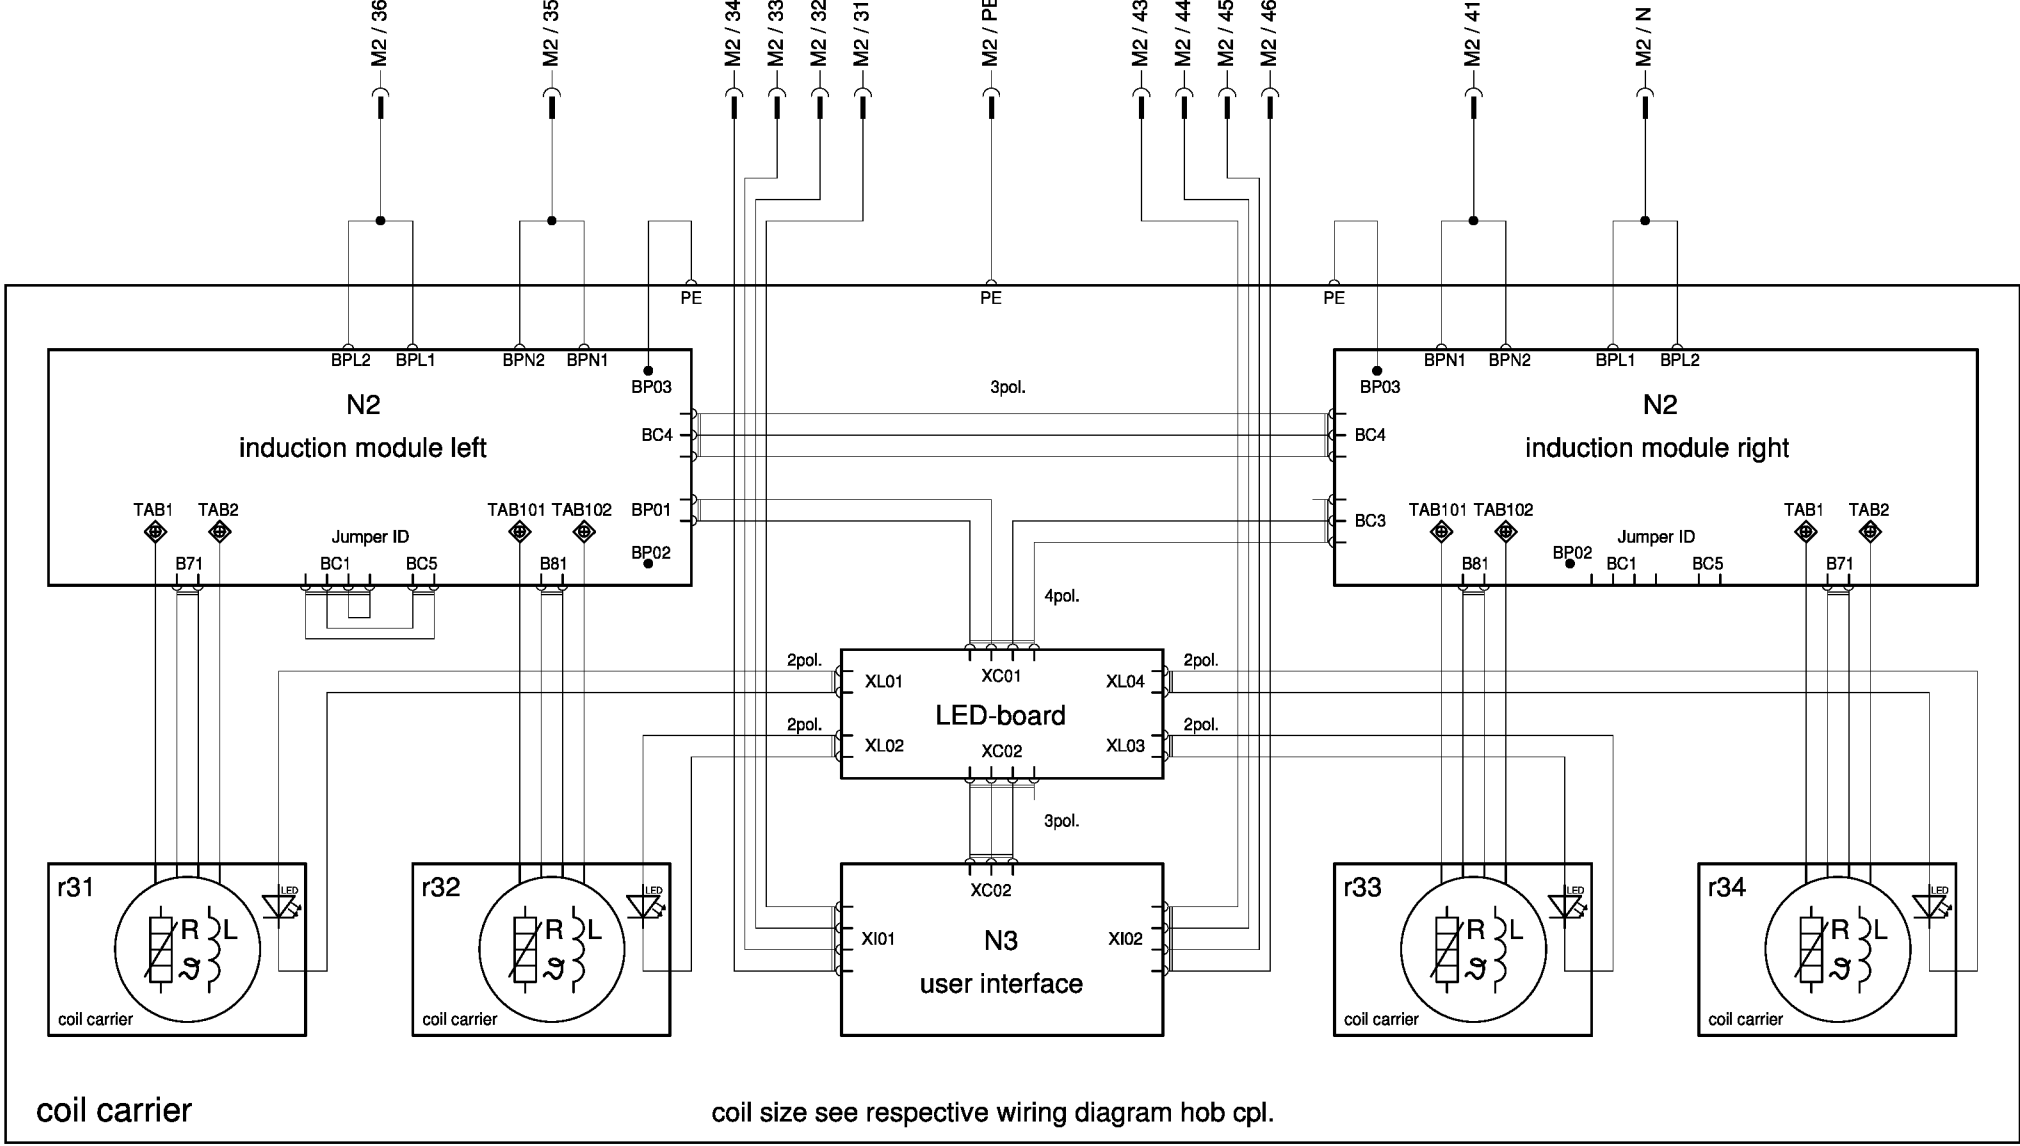 M2 / 36
M2 / 35
M2 / 34
M2 / 33
M2 / 32
M2 / 31
M2 / PE
M2 / 43
M2 / 44
M2 / 45
M2 / 46
M2 / 41
M2 / N
PE
PE
PE
BPL2
BPL1
BPN2
BPN1
BP03
N2
induction module left
BC4
BP01
BP02
TAB1
TAB2
TAB101
TAB102
Jumper ID
B71
BC1
BC5
B81
3pol.
BPN1
BPN2
BPL1
BPL2
BP03
N2
induction module right
BC4
BC3
TAB101
TAB102
TAB1
TAB2
Jumper ID
BP02
B81
BC1
BC5
B71
4pol.
2pol.
2pol.
XL01
XC01
XL04
LED-board
2pol.
2pol.
XL02
XC02
XL03
3pol.
r31
LED
R
L
ϑ
coil carrier
r32
LED
R
L
ϑ
coil carrier
XC02
XI01
N3
XI02
user interface
r33
LED
R
L
ϑ
coil carrier
r34
LED
R
L
ϑ
coil carrier
coil carrier
coil size see respective wiring diagram hob cpl.